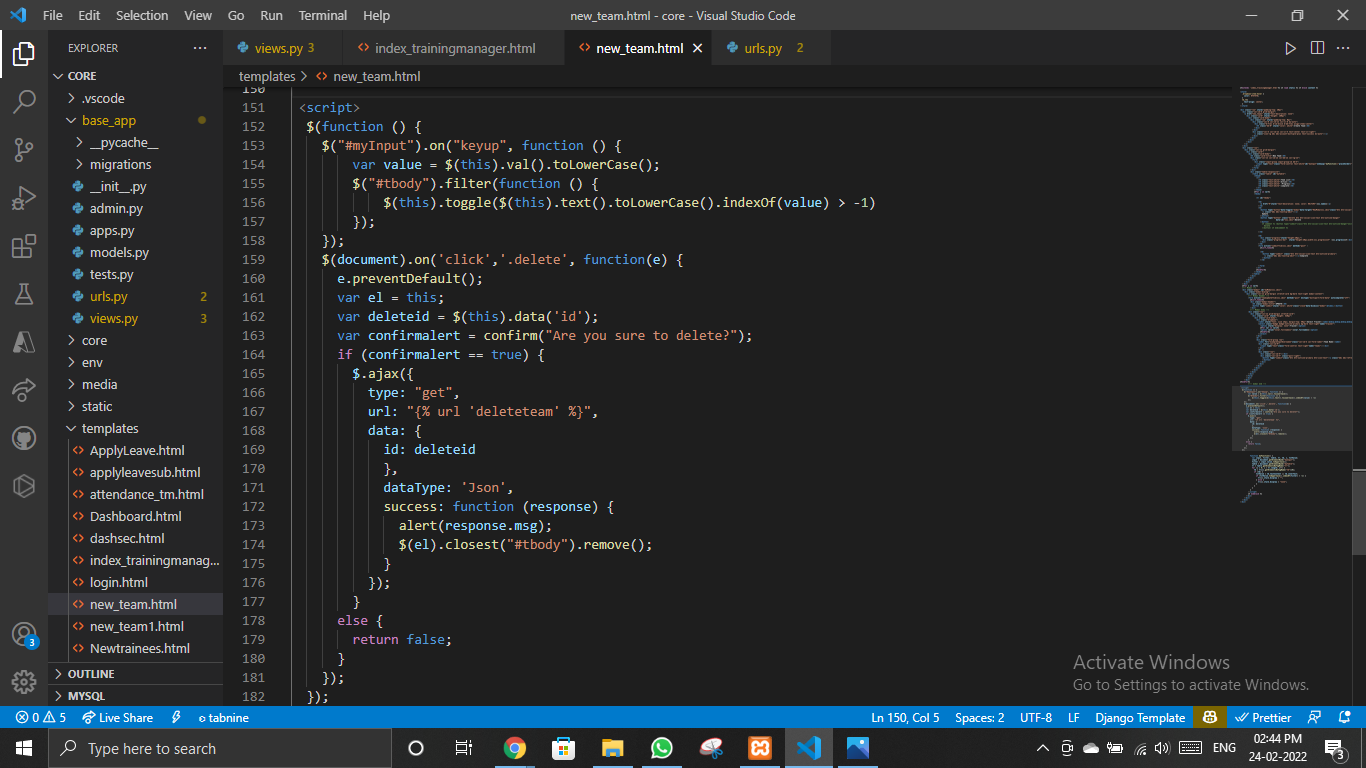 File Edit Selection View Go Run Terminal Help new_team.html - core - Visual Studio Code
EXPLORER
views.py 3 index_trainingmanager.html new_team.html urls.py 2
templates > new_team.html
CORE
.vscode
base_app
__pycache__
migrations
__init__.py
admin.py
apps.py
models.py
tests.py
urls.py 2
views.py 3
core
env
media
static
templates
ApplyLeave.html
applyleavesub.html
attendance_tm.html
Dashboard.html
dashsec.html
index_trainingmanag...
login.html
new_team.html
new_team1.html
Newtrainees.html
OUTLINE
MYSQL
3
150
151 <script>
152 $(function () {
153 $("#myInput").on("keyup", function () {
154 var value = $(this).val().toLowerCase();
155 $("#tbody").filter(function () {
156 $(this).toggle($(this).text().toLowerCase().indexOf(value) > -1)
157 });
158 });
159 $(document).on('click','.delete', function(e) {
160 e.preventDefault();
161 var el = this;
162 var deleteid = $(this).data('id');
163 var confirmalert = confirm("Are you sure to delete?");
164 if (confirmalert == true) {
165 $.ajax({
166 type: "get",
167 url: "{% url 'deleteteam' %}",
168 data: {
169 id: deleteid
170 },
171 dataType: 'Json',
172 success: function (response) {
173 alert(response.msg);
174 $(el).closest("#tbody").remove();
175 }
176 });
177 }
178 else {
179 return false;
180 }
181 });
182 });
Activate Windows
Go to Settings to activate Windows.
0 5 Live Share tabnine Ln 150, Col 5 Spaces: 2 UTF-8 LF Django Template Prettier
Type here to search
ENG 02:44 PM
24-02-2022
3